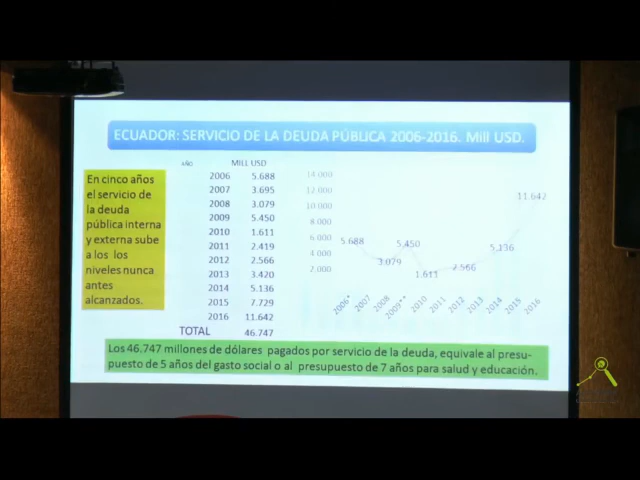 ECUADOR: SERVICIO DE LA DEUDA PÚBLICA 2006-2016. Mill USD.
En cinco años
el servicio de
la deuda
pública interna
y externa sube
a los los
niveles nunca
antes
alcanzados.
AÑO MILL USD
2006 5.688
2007 3.695
2008 3.079
2009 5.450
2010 1.611
2011 2.419
2012 2.566
2013 3.420
2014 5.136
2015 7.729
2016 11.642
TOTAL 46.747
14 000
12 000
10.000
8.000
6.000
4 000
2.000
5.688
3.079
5.450
1.611
2.566
5.136
11.642
2006*
2007
2008
2009**
2010
2011
2012
2013
2014
2015
2016
Los 46.747 millones de dólares pagados por servicio de la deuda, equivale al presu-
puesto de 5 años del gasto social o al presupuesto de 7 años para salud y educación.